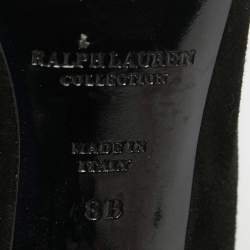 RALPH LAUREN
COLLECTION
MADE IN
ITALY
8B